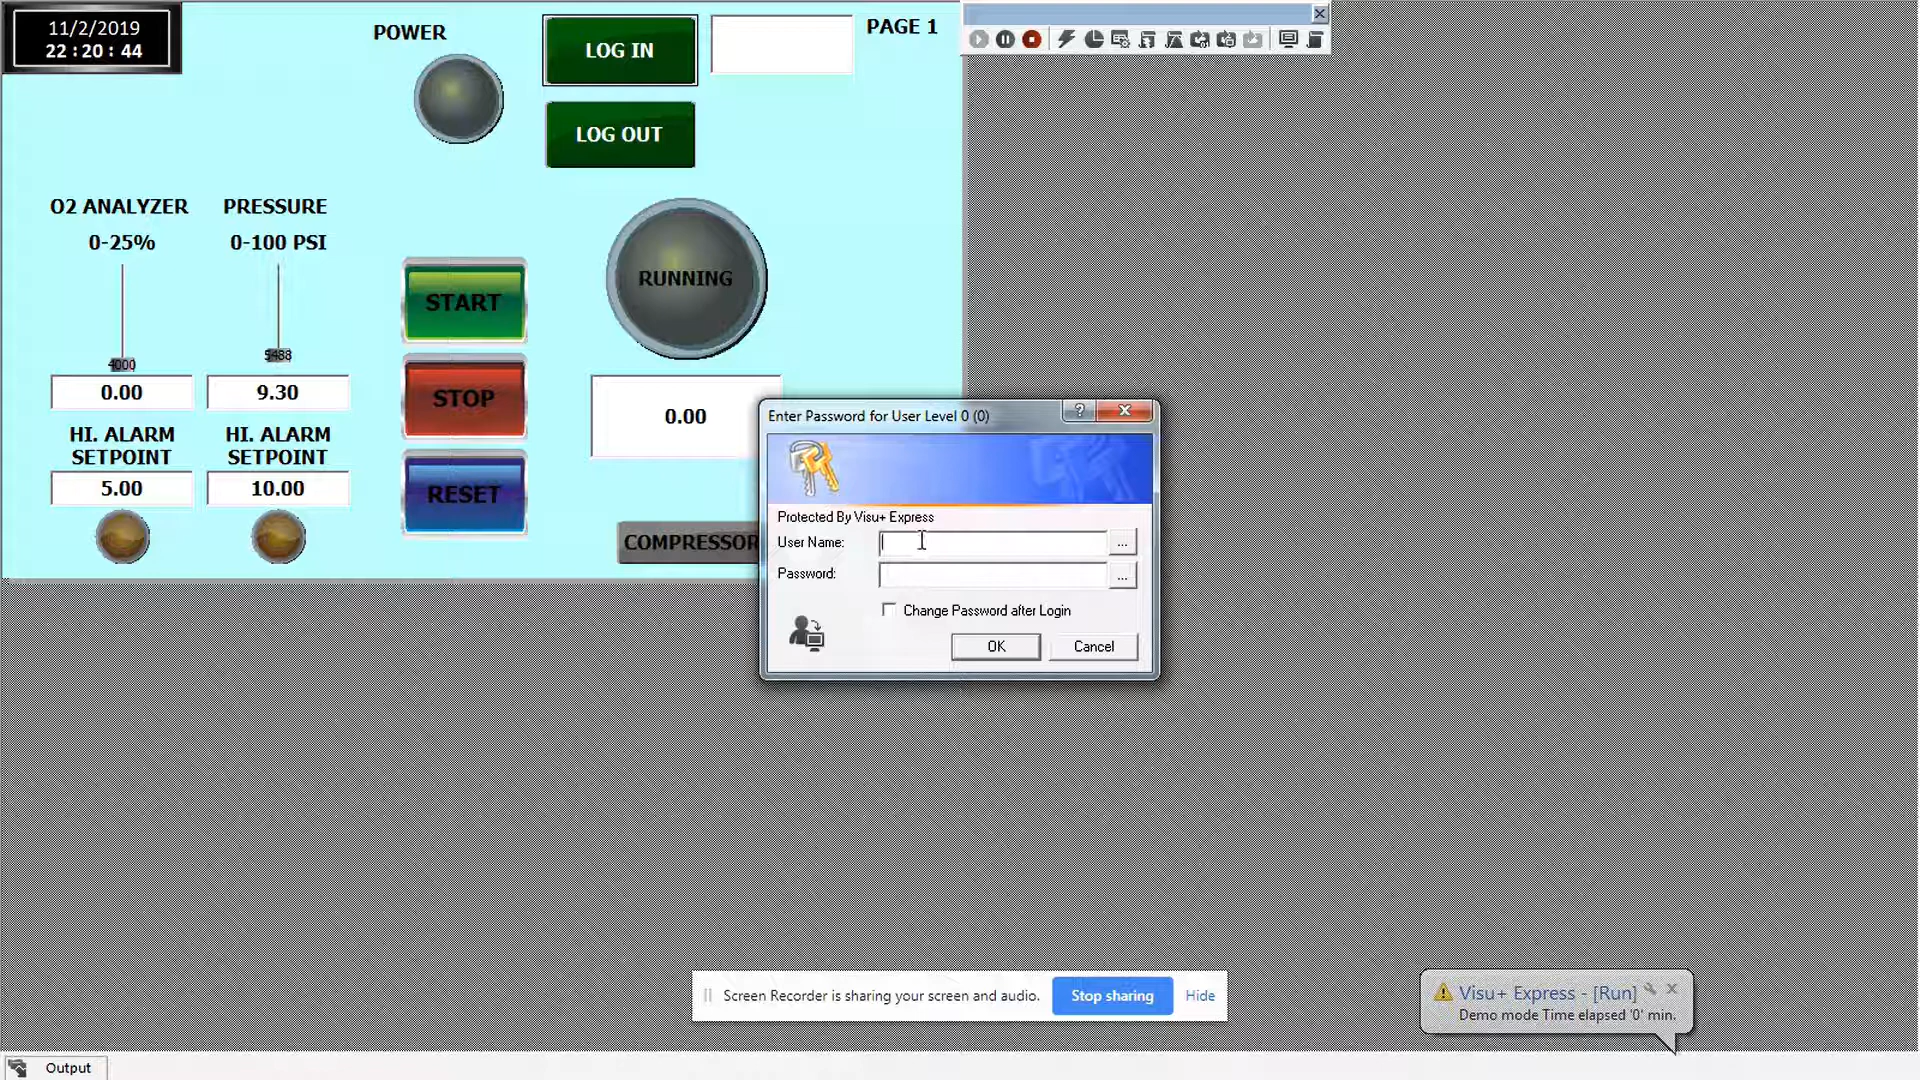 11/2/2019
22:20:44
POWER
LOG IN
PAGE 1
LOG OUT
O2 ANALYZER
0-25%
PRESSURE
0-100 PSI
4000
5488
0.00
9.30
HI. ALARM
SETPOINT
HI. ALARM
SETPOINT
5.00
10.00
START
STOP
RESET
RUNNING
0.00
COMPRESSOR
Enter Password for User Level 0 (0)
?
Protected By Visu+ Express
User Name:
...
Password:
...
Change Password after Login
OK
Cancel
Screen Recorder is sharing your screen and audio.
Stop sharing
Hide
Visu+ Express - [Run]
Demo mode Time elapsed '0' min.
Output